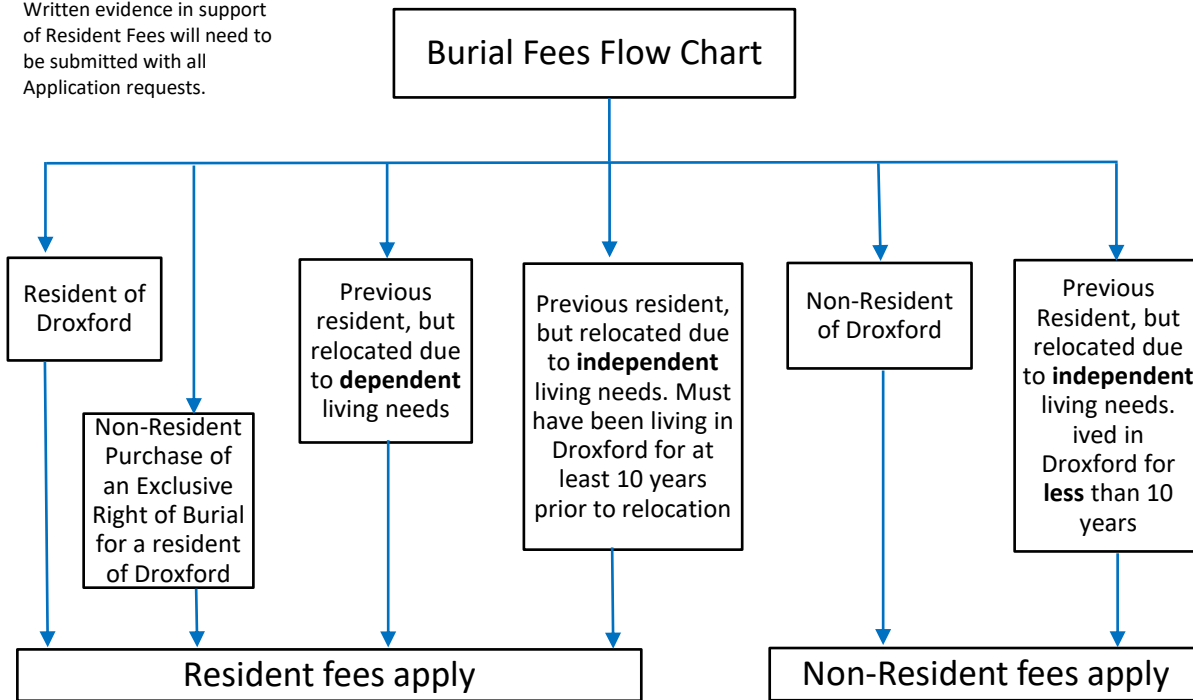 Written evidence in support
of Resident Fees will need to
be submitted with all
Application requests.
Burial Fees Flow Chart
Resident of
Droxford
Non-Resident
Purchase of
an Exclusive
Right of Burial
for a resident
of Droxford
Previous
resident, but
relocated due
to dependent
living needs
Previous resident,
but relocated due
to independent
living needs. Must
have been living in
Droxford for at
least 10 years
prior to relocation
Non-Resident
of Droxford
Previous
Resident, but
relocated due
to independent
living needs.
ived in
Droxford for
less than 10
years
Resident fees apply
Non-Resident fees apply